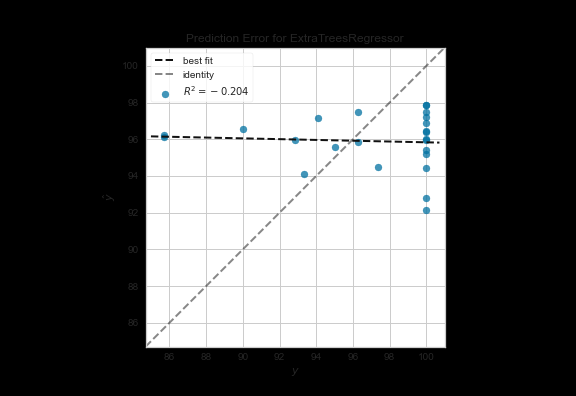 Prediction Error for ExtraTreesRegressor
best fit
identity
R² = −0.204
100
98
96
94
92
90
88
86
ŷ
86 88 90 92 94 96 98 100
y